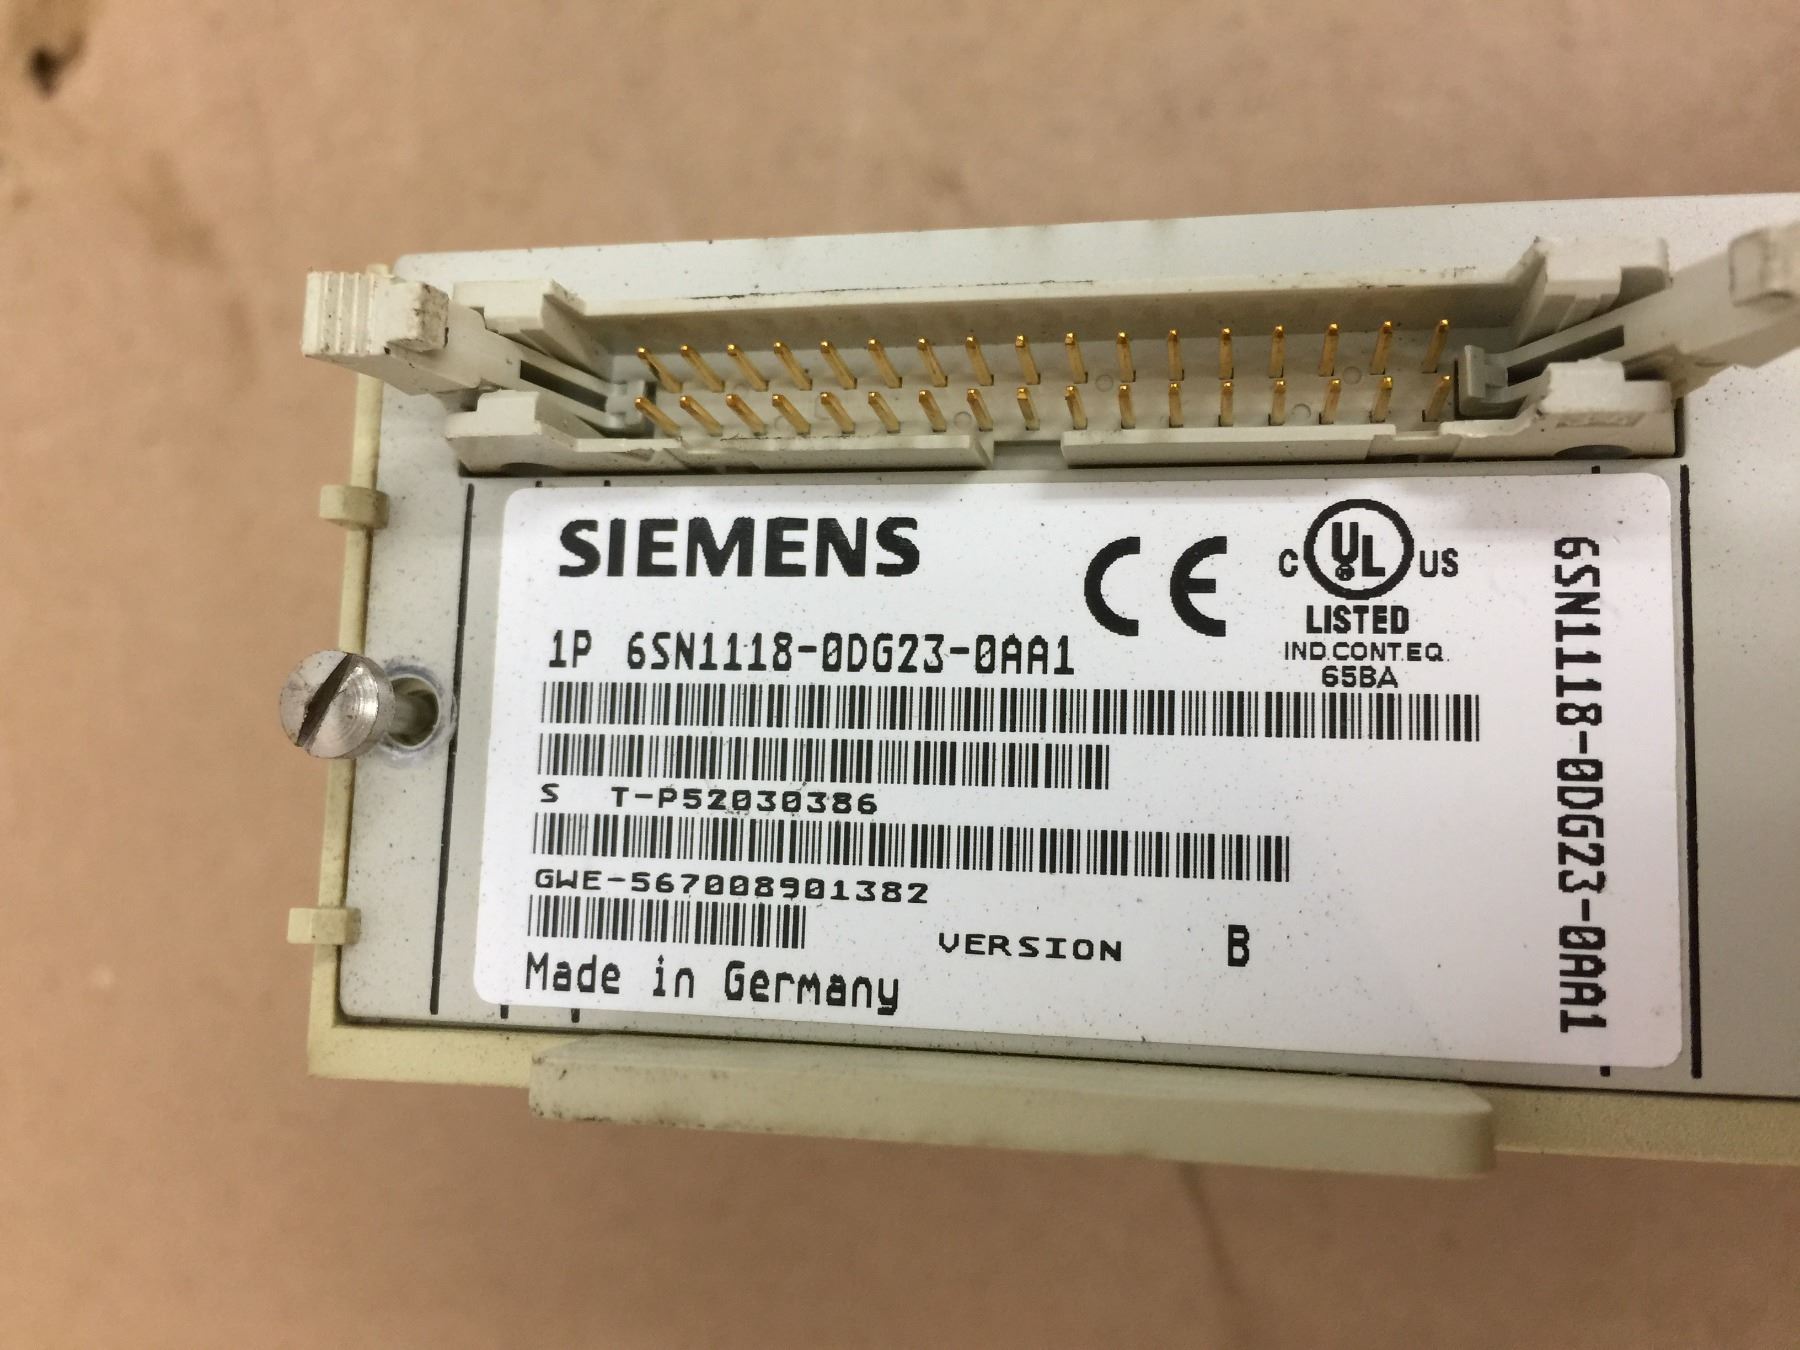 SIEMENS
CE
C UL US
LISTED
IND.CONT.EQ.
65BA
1P 6SN1118-0DG23-0AA1
S T-P52030386
GWE-567008901382
VERSION B
Made in Germany
6SN1118-0DG23-0AA1